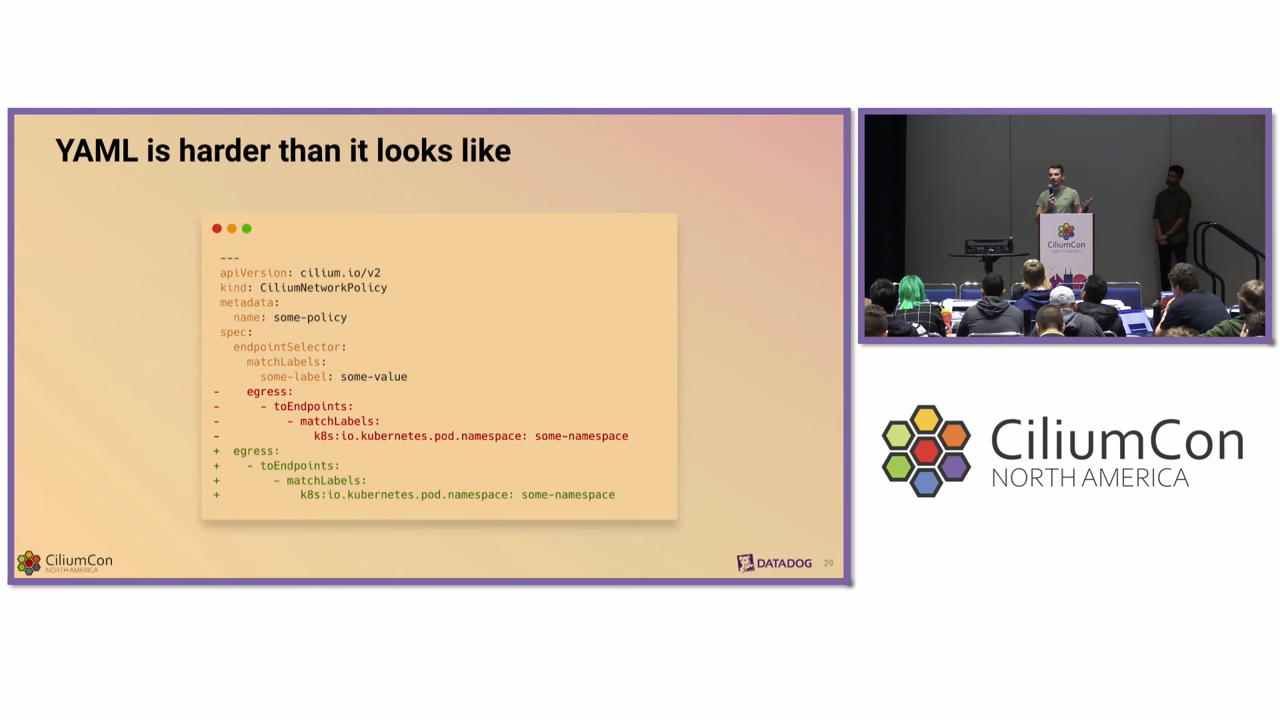 YAML is harder than it looks like
---
apiVersion: cilium.io/v2
kind: CiliumNetworkPolicy
metadata:
  name: some-policy
spec:
  endpointSelector:
    matchLabels:
      some-label: some-value
-    egress:
-      - toEndpoints:
-          - matchLabels:
-              k8s:io.kubernetes.pod.namespace: some-namespace
+  egress:
+    - toEndpoints:
+        - matchLabels:
+            k8s:io.kubernetes.pod.namespace: some-namespace
CiliumCon
NORTH AMERICA
DATADOG
29
CiliumCon
NORTH AMERICA
CiliumCon
NORTH AMERICA